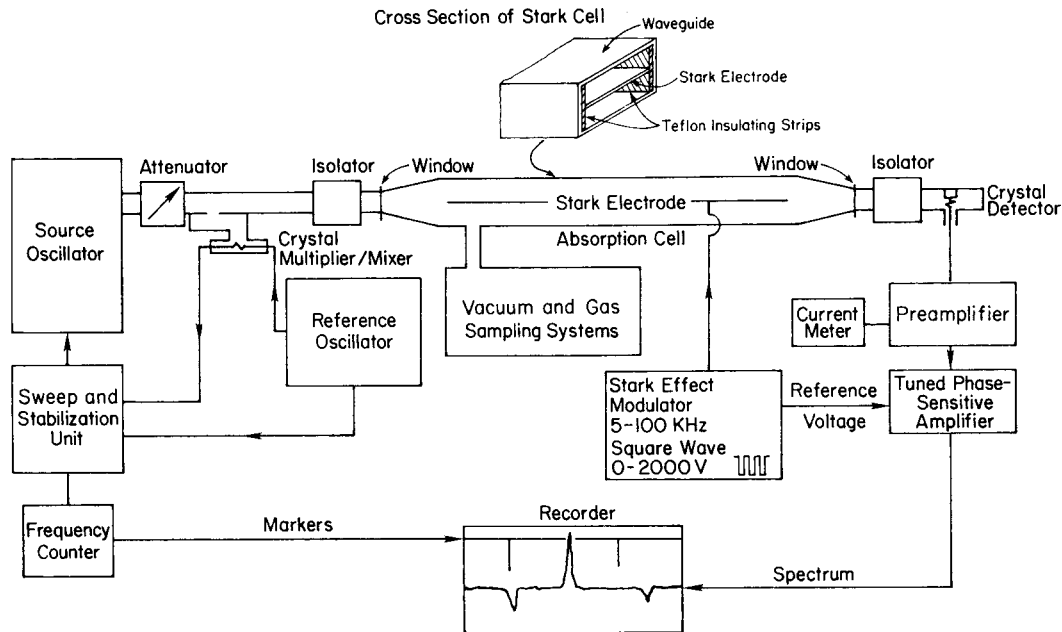 Cross Section of Stark Cell
Waveguide
Stark Electrode
Teflon Insulating Strips
Attenuator
Isolator
Window
Window
Isolator
Crystal
Detector
Source
Oscillator
Stark Electrode
Absorption Cell
Crystal
Multiplier/Mixer
Reference
Oscillator
Vacuum and Gas
Sampling Systems
Current
Meter
Preamplifier
Sweep and
Stabilization
Unit
Stark Effect
Modulator
5-100 KHz
Square Wave
0-2000 V
Reference
Voltage
Tuned Phase-
Sensitive
Amplifier
Frequency
Counter
Markers
Recorder
Spectrum